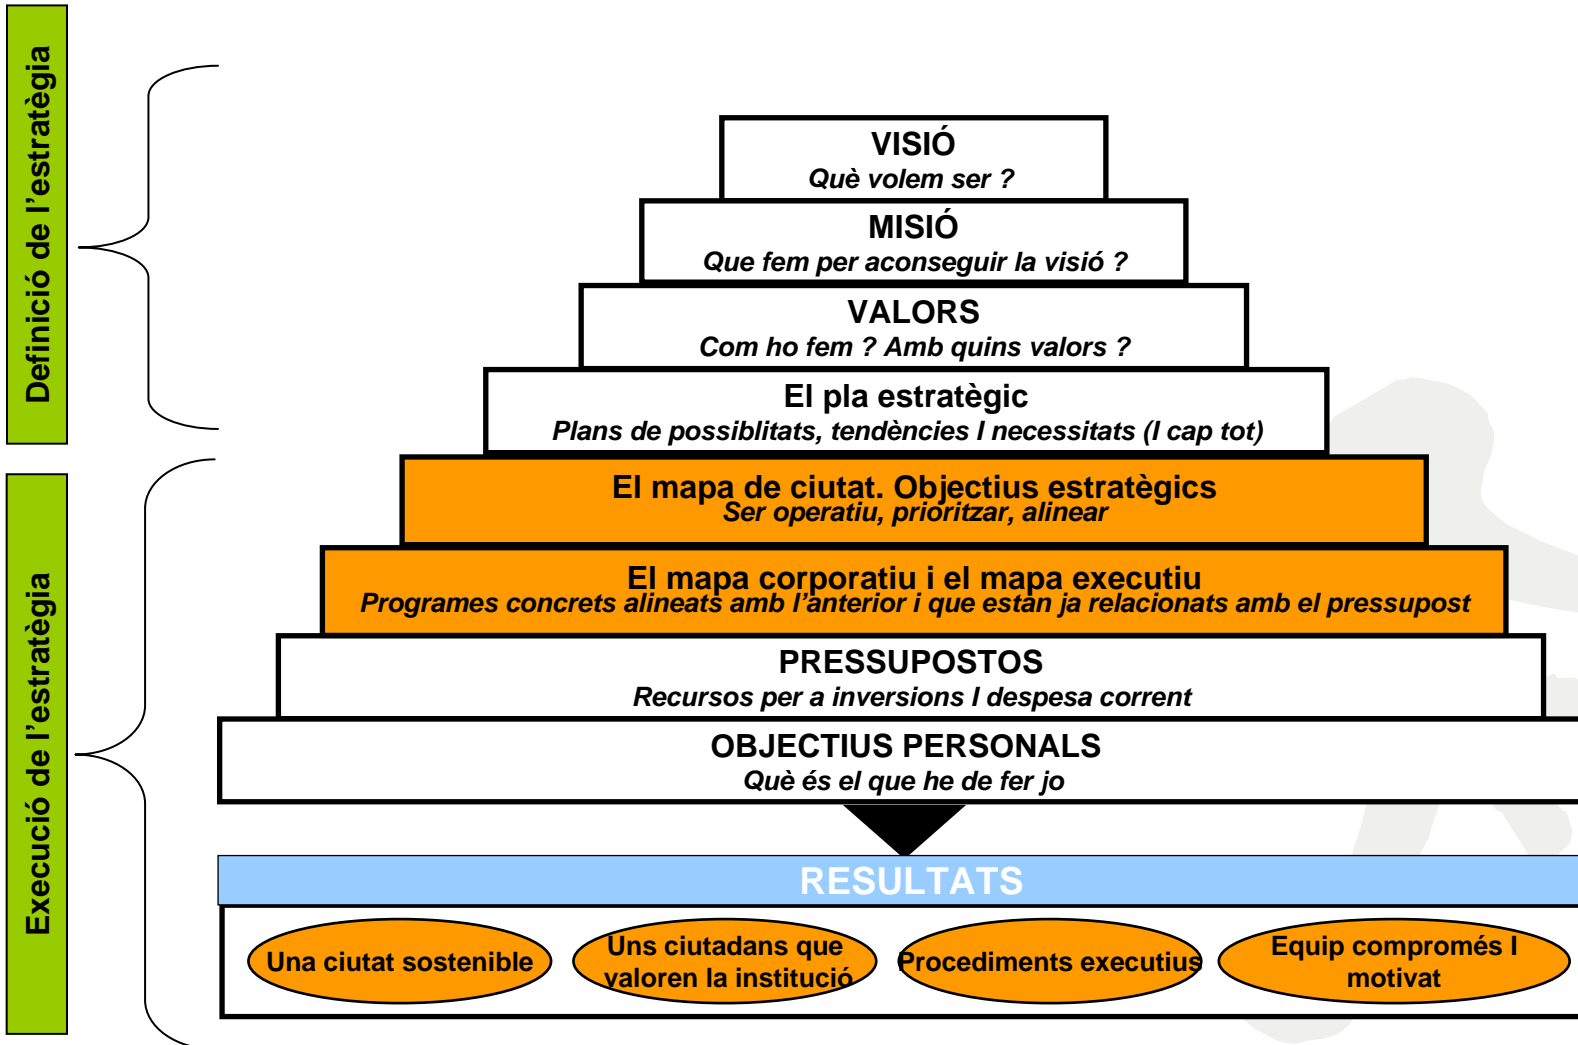 Definició de l'estratègia
VISIÓ
Què volem ser ?
MISIÓ
Que fem per aconseguir la visió ?
VALORS
Com ho fem ? Amb quins valors ?
El pla estratègic
Plans de possiblitats, tendències I necessitats (I cap tot)
Execució de l'estratègia
El mapa de ciutat. Objectius estratègics
Ser operatiu, prioritzar, alinear
El mapa corporatiu i el mapa executiu
Programes concrets alineats amb l'anterior i que están ja relacionats amb el pressupost
PRESSUPOSTOS
Recursos per a inversions I despesa corrent
OBJECTIUS PERSONALS
Què és el que he de fer jo
RESULTATS
Una ciutat sostenible
Uns ciutadans que
valoren la institució
Procediments executius
Equip compromés I
motivat